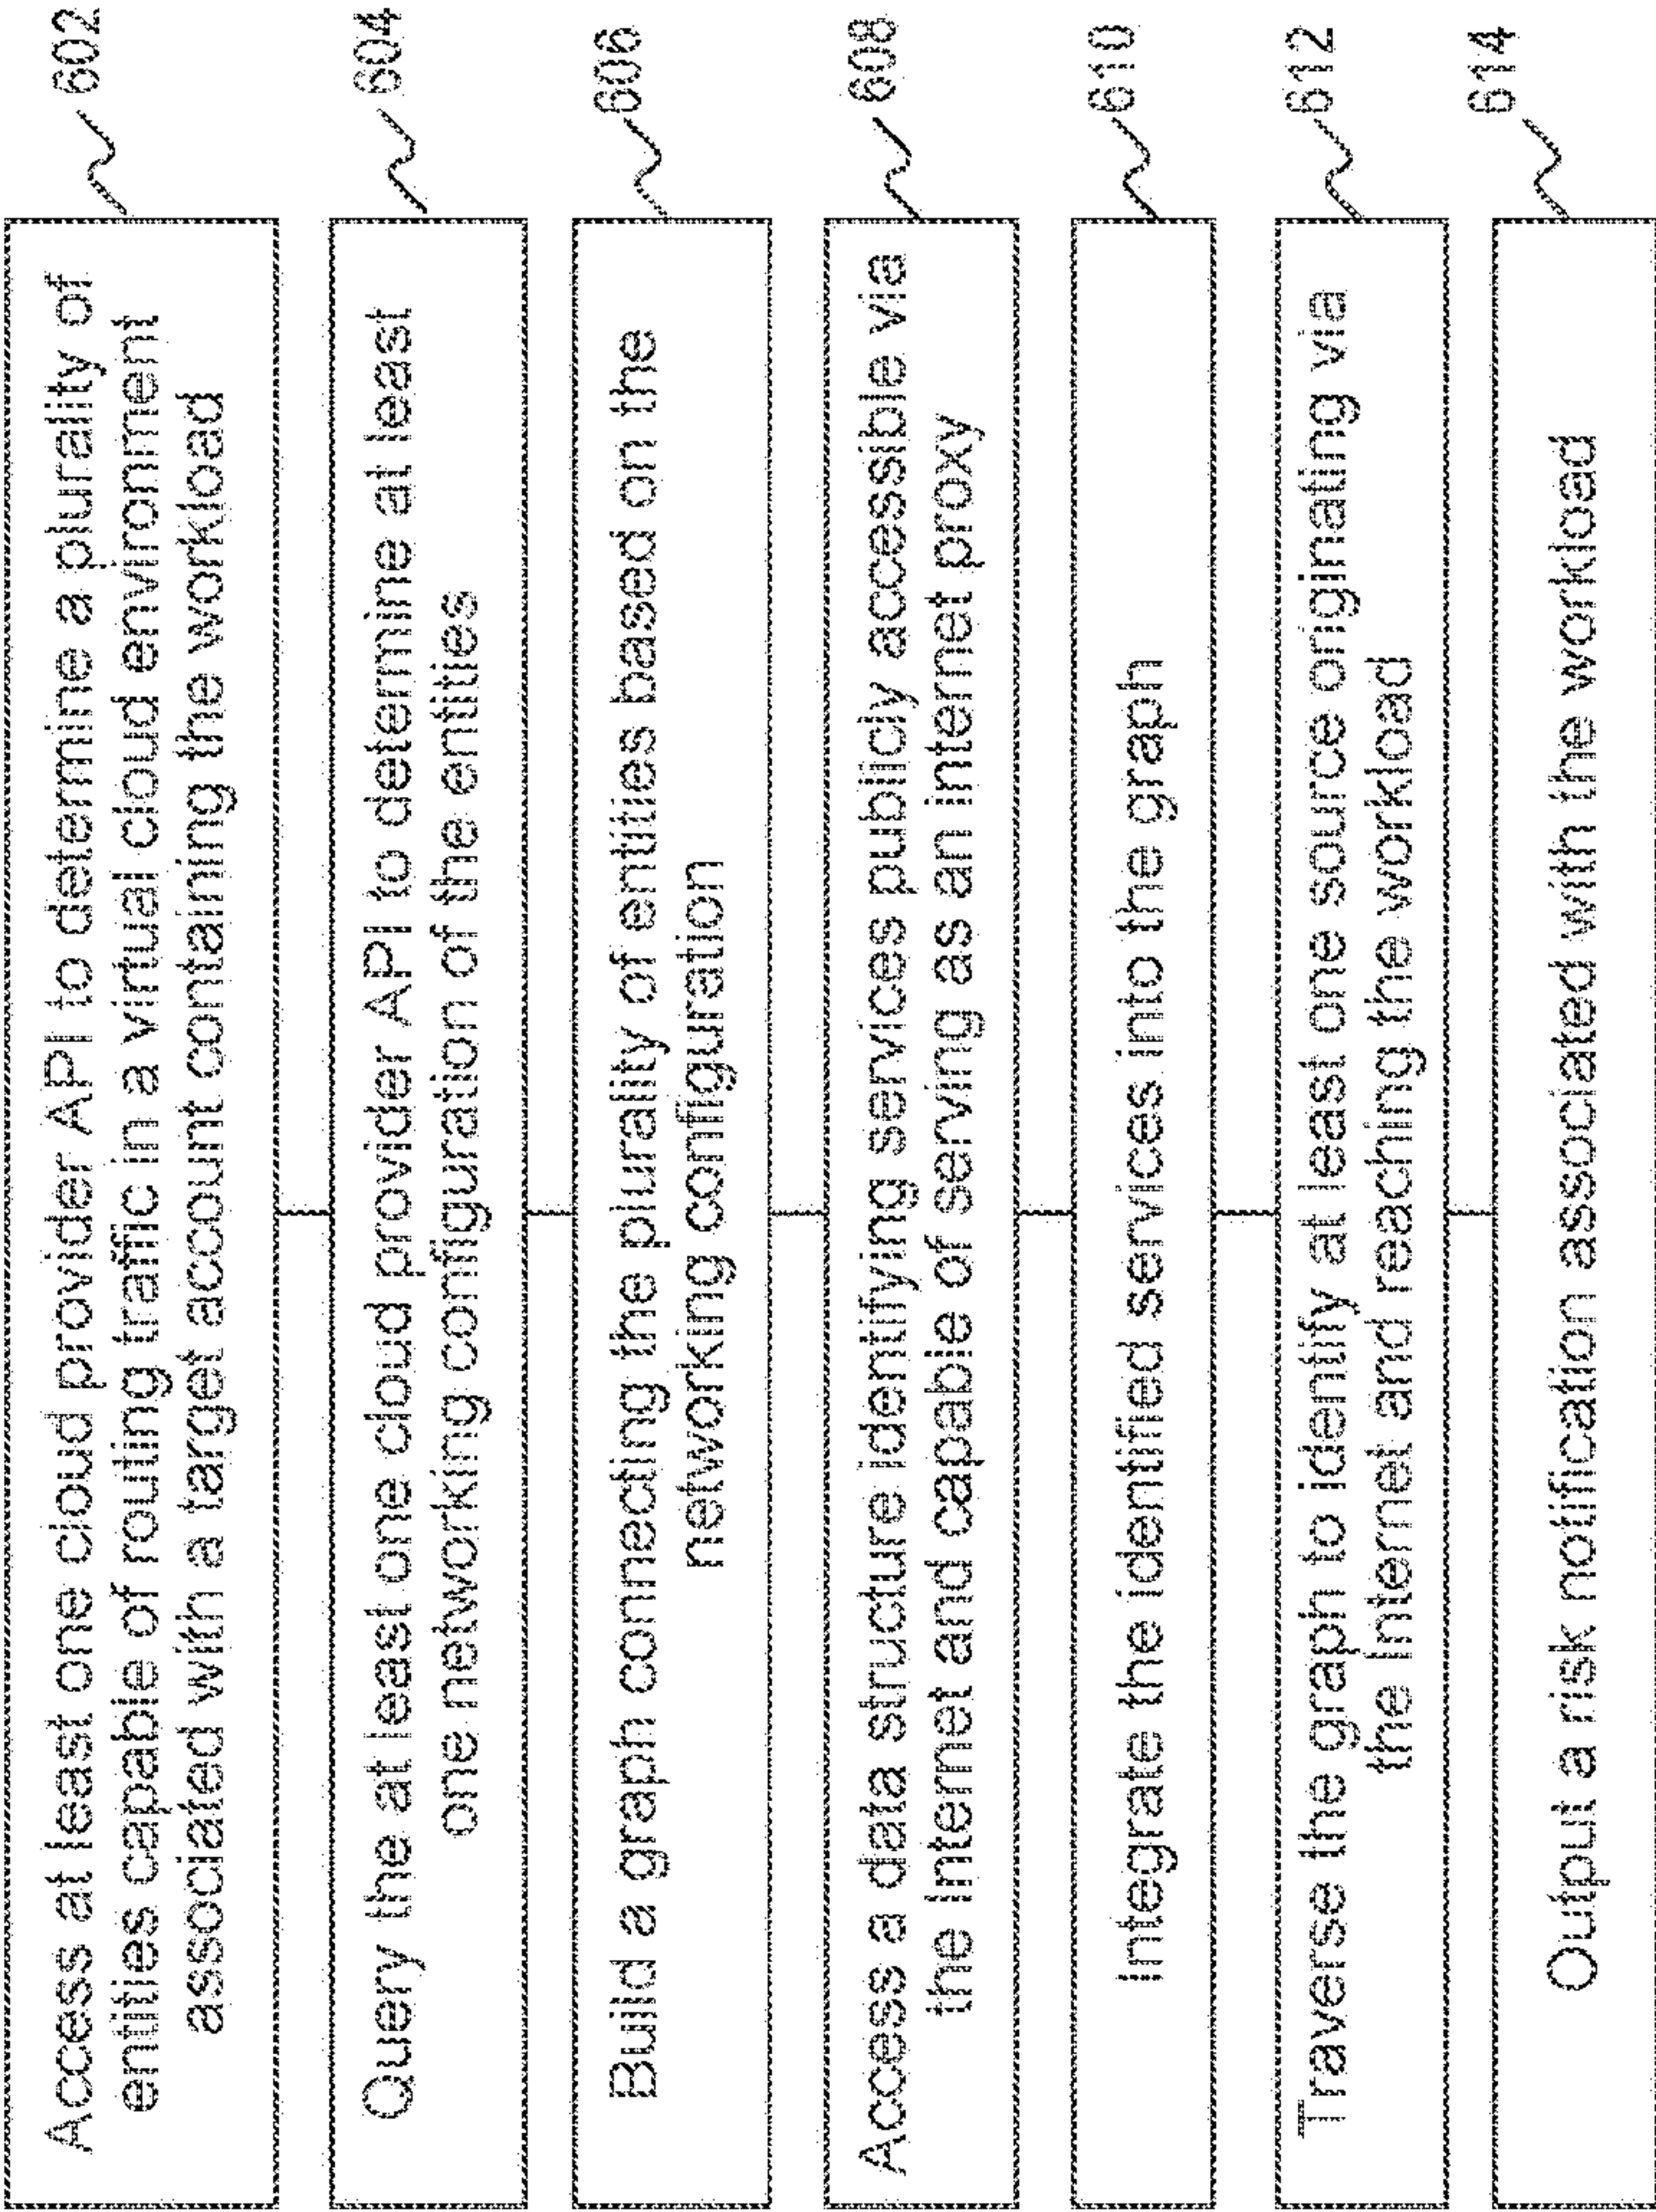 Access at least one cloud provider API to determine a plurality of
entities capable of routing traffic in a virtual cloud environment
associated with a target account containing the workload
602
Query the at least one cloud provider API to determine at least
one networking configuration of the entities
604
Build a graph connecting the plurality of entities based on the
networking configuration
606
Access a data structure identifying services publicly accessible via
the internet and capable of serving as an internet proxy
608
integrate the identified services into the graph
610
Traverse the graph to identify at least one source originating via
the Internet and reaching the workload
612
Output a risk notification associated with the workload
614